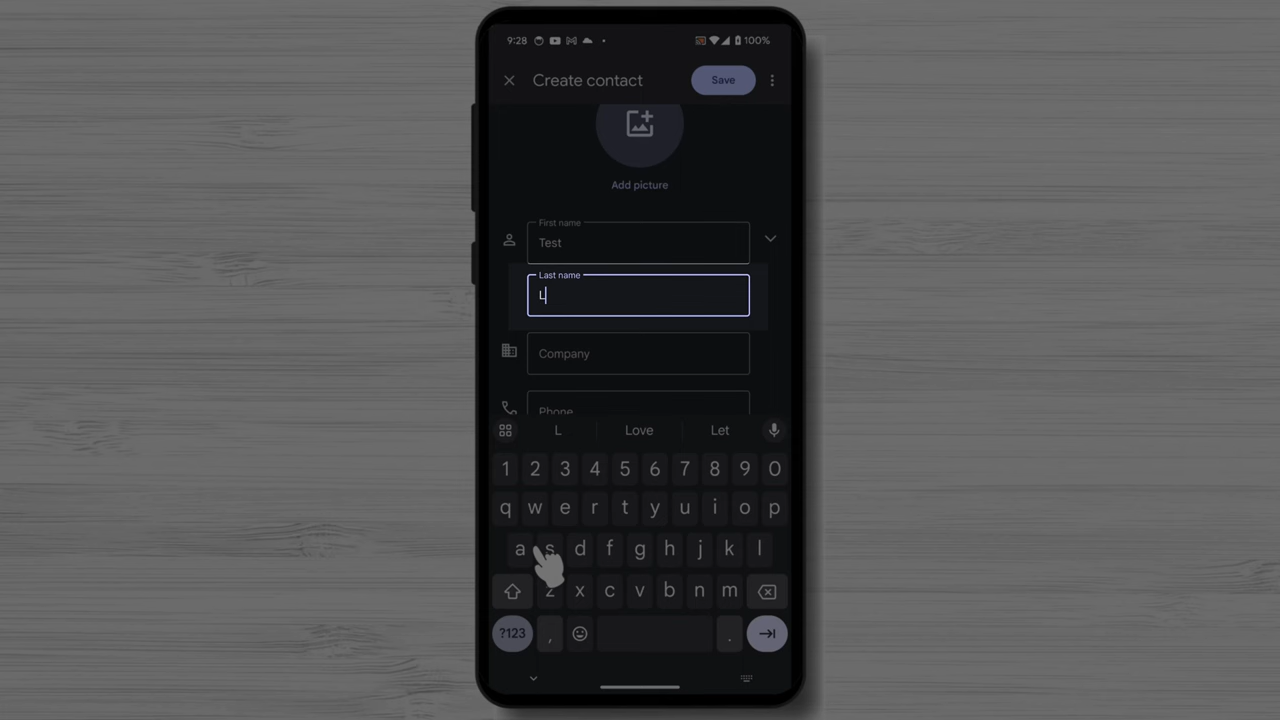 9:28 100%
Create contact Save
Add picture
First name
Test
Last name
L
Company
Phone
L Love Let
1 2 3 4 5 6 7 8 9 0
q w e r t y u i o p
a s d f g h j k l
z x c v b n m
?123 , .